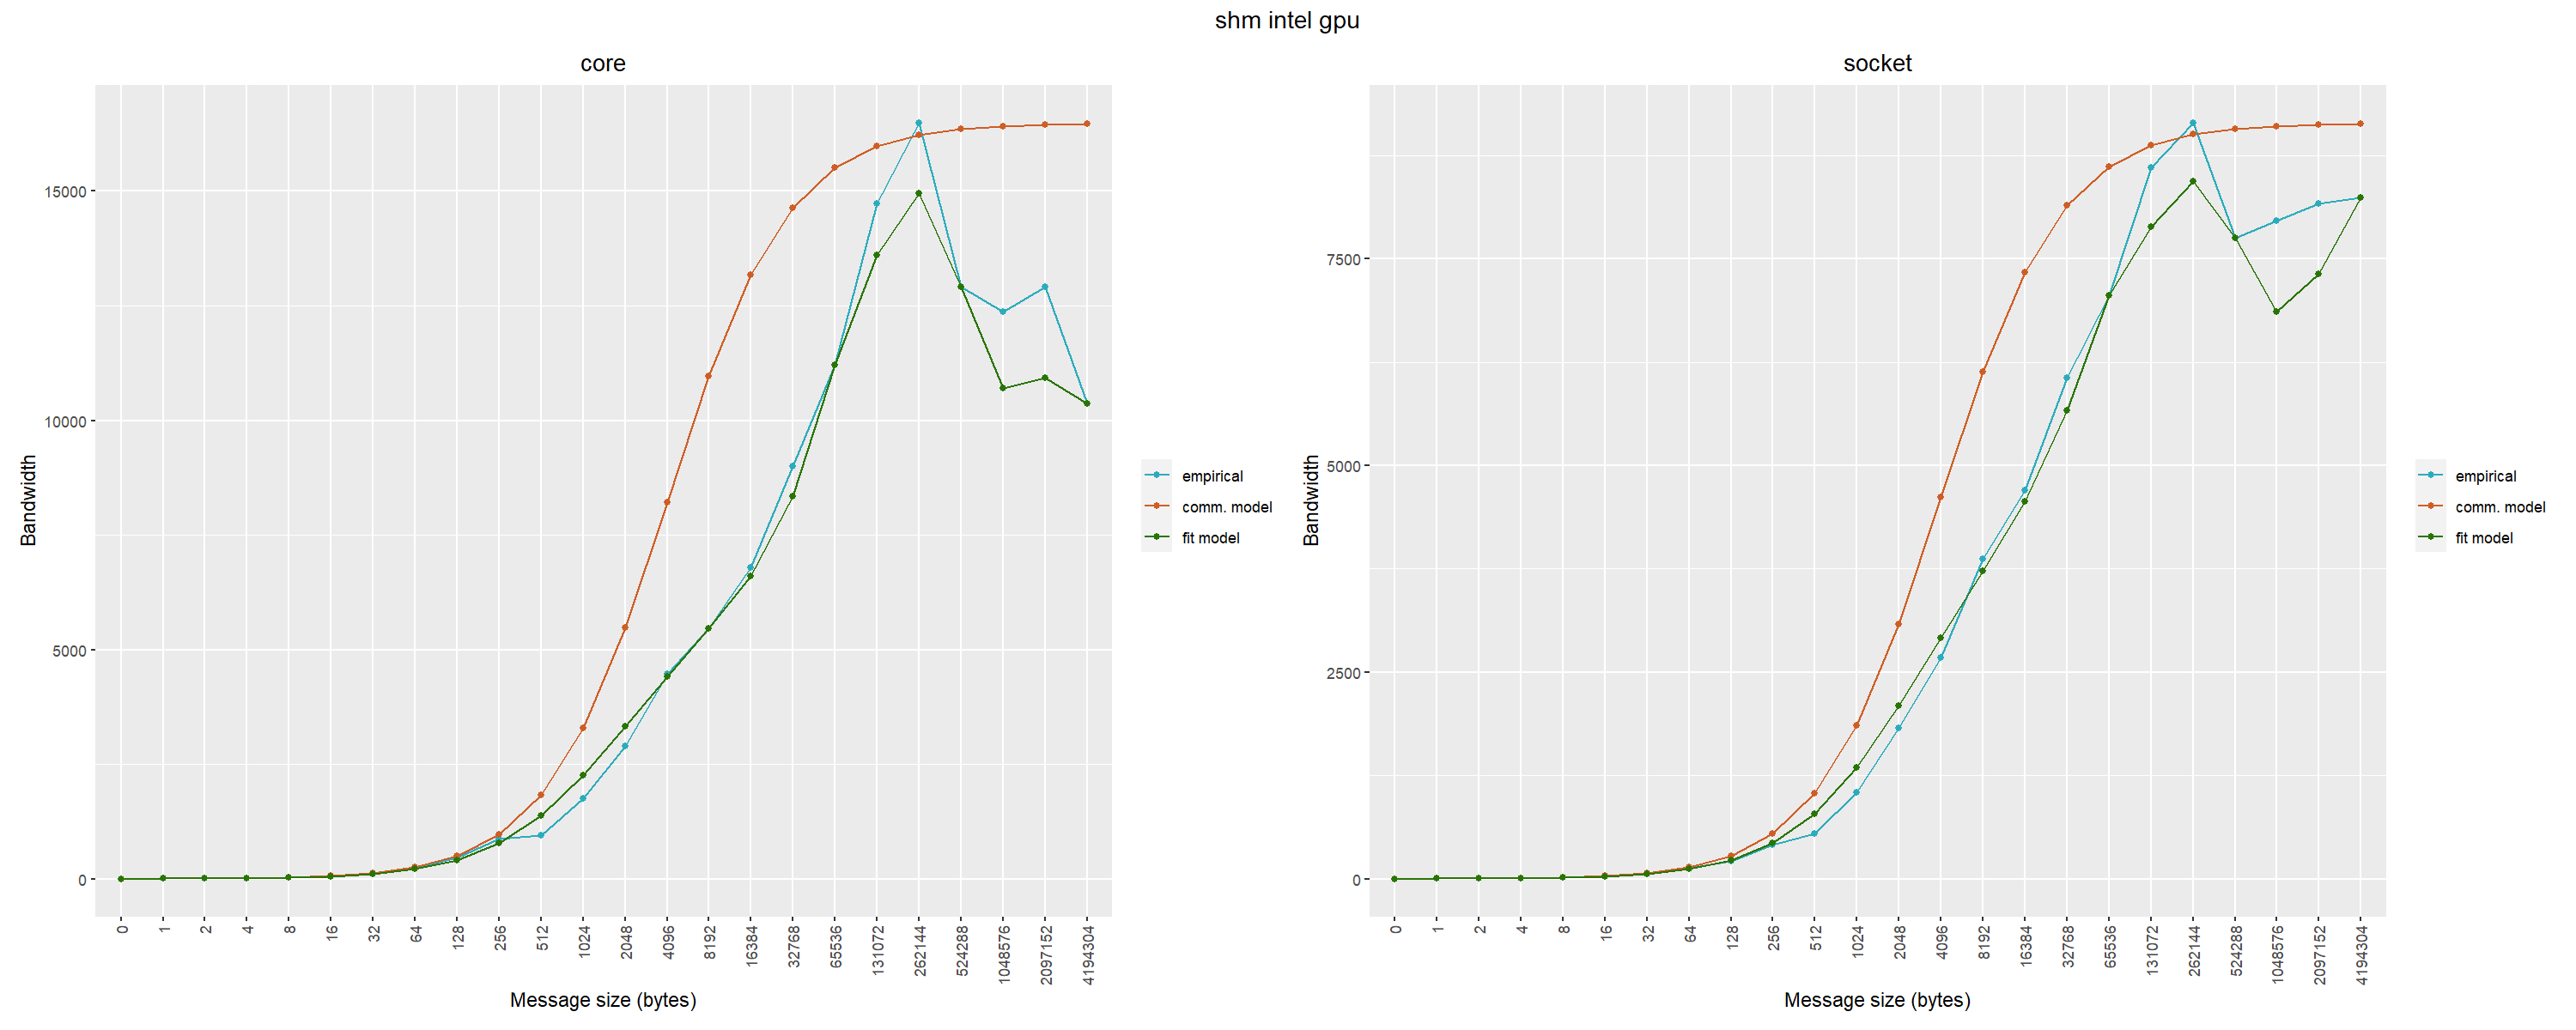 shm intel gpu
core
Bandwidth
15000
10000
5000
0
0 1 2 4 8 16 32 64 128 256 512 1024 2048 4096 8192 16384 32768 65536 131072 262144 524288 1048576 2097152 4194304
Message size (bytes)
empirical
comm. model
fit model
socket
Bandwidth
7500
5000
2500
0
0 1 2 4 8 16 32 64 128 256 512 1024 2048 4096 8192 16384 32768 65536 131072 262144 524288 1048576 2097152 4194304
Message size (bytes)
empirical
comm. model
fit model